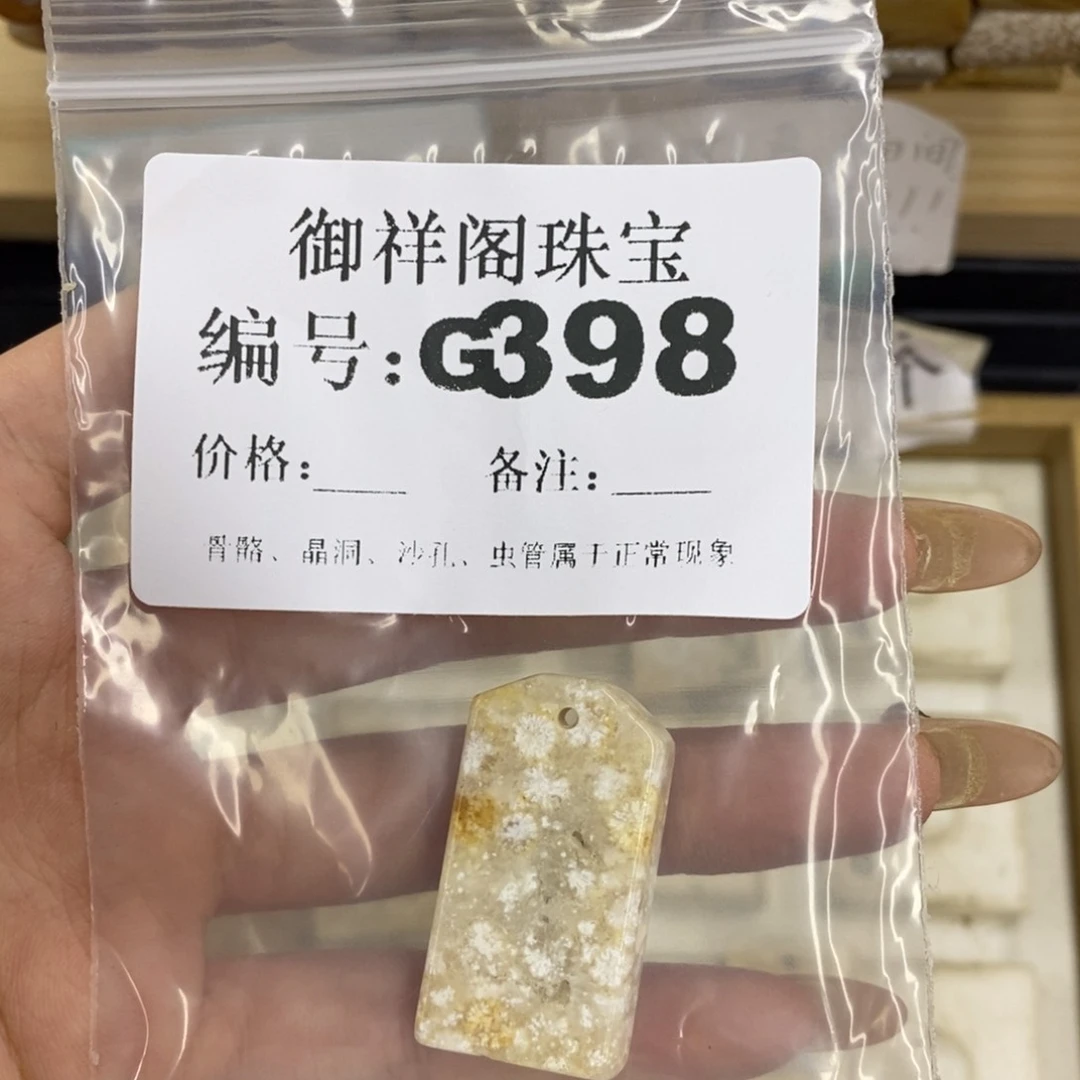 御祥阁珠宝
编号:G398
价格:____ 备注:____
骨骼、晶洞、沙孔、虫管属于正常现象